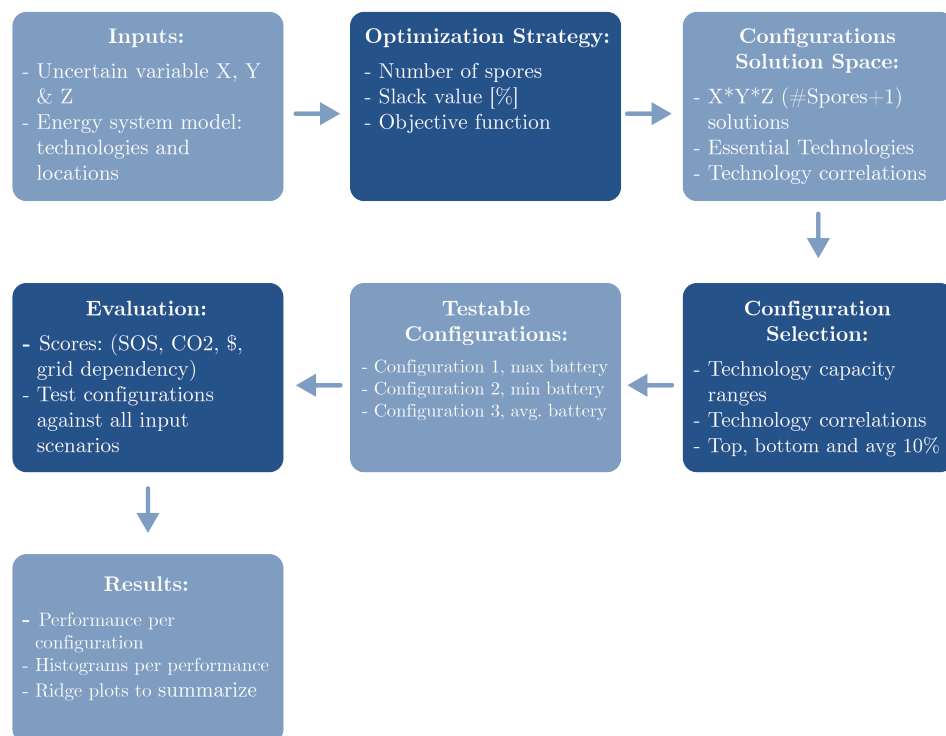 Inputs:
- Uncertain variable X, Y
& Z
- Energy system model:
technologies and
locations
Optimization Strategy:
- Number of spores
- Slack value [%]
- Objective function
Configurations
Solution Space:
- X*Y*Z (#Spores+1)
solutions
- Essential Technologies
- Technology correlations
Configuration
Selection:
- Technology capacity
ranges
- Technology correlations
- Top, bottom and avg 10%
Testable
Configurations:
- Configuration 1, max battery
- Configuration 2, min battery
- Configuration 3, avg. battery
Evaluation:
- Scores: (SOS, CO2, $,
grid dependency)
- Test configurations
against all input
scenarios
Results:
- Performance per
configuration
- Histograms per performance
- Ridge plots to summarize